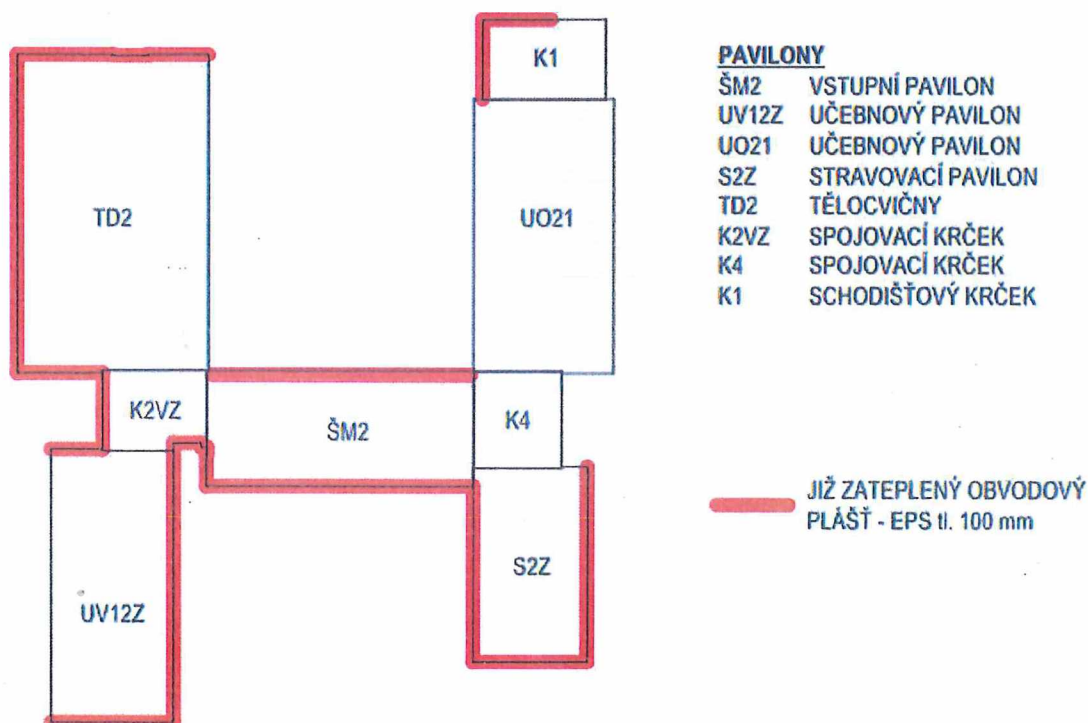 K1
TD2
UO21
K2VZ
ŠM2
K4
S2Z
UV12Z
PAVILONY
ŠM2 VSTUPNÍ PAVILON
UV12Z UČEBNOVÝ PAVILON
UO21 UČEBNOVÝ PAVILON
S2Z STRAVOVACÍ PAVILON
TD2 TĚLOCVIČNY
K2VZ SPOJOVACÍ KRČEK
K4 SPOJOVACÍ KRČEK
K1 SCHODIŠŤOVÝ KRČEK
JIŽ ZATEPLENÝ OBVODOVÝ
PLÁŠŤ - EPS tl. 100 mm